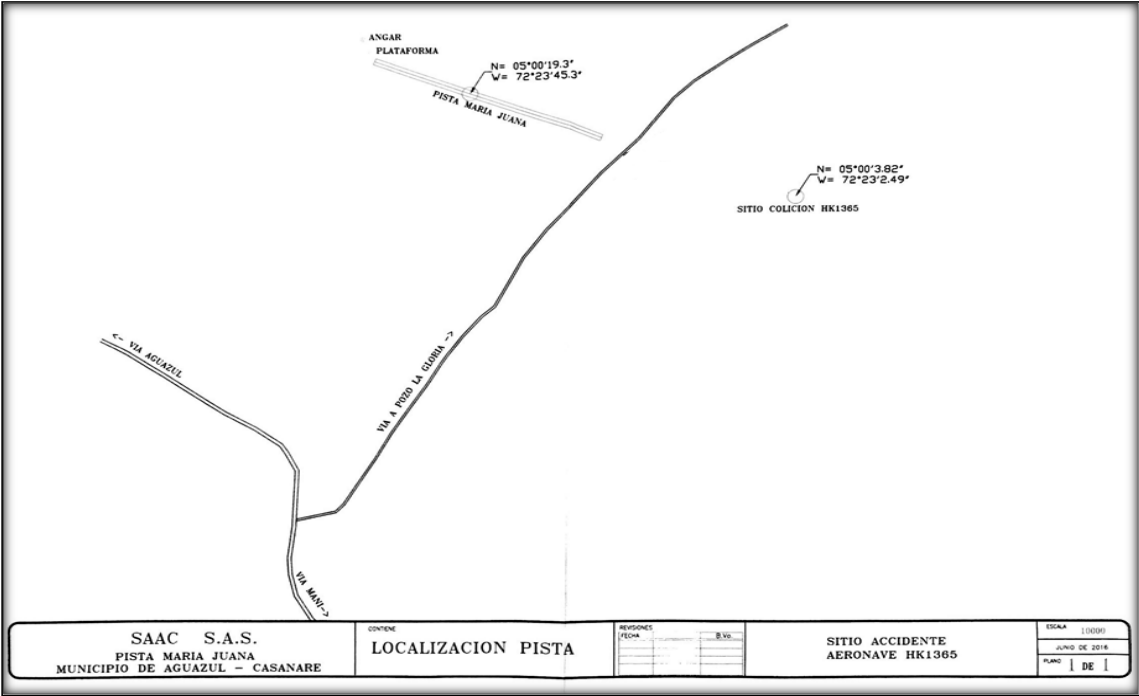 ANGAR
PLATAFORMA
N= 05°00'19.3"
W= 72°23'45.3"
PISTA MARIA JUANA
N= 05°00'3.82"
W= 72°23'2.49"
SITIO COLICION HK1365
<- VIA AGUAZUL
VIA A POZO LA GLORIA ->
VIA MANI->
SAAC S.A.S.
PISTA MARIA JUANA
MUNICIPIO DE AGUAZUL - CASANARE
CONTIENE
LOCALIZACION PISTA
REVISIONES
FECHA
B.Vo.
SITIO ACCIDENTE
AERONAVE HK1365
ESCALA
10000
JUNIO DE 2016
PLANO
1 DE 1